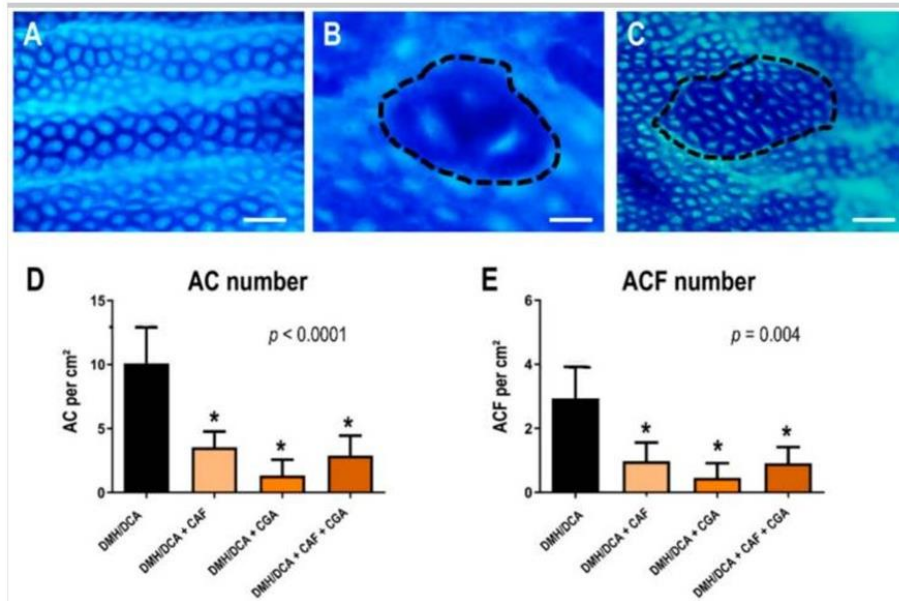 A
B
C
D
AC number
15
10
5
0
AC per cm²
p < 0.0001
*
*
*
DMH/DCA
DMH/DCA + CAF
DMH/DCA + CGA
DMH/DCA + CAF + CGA
E
ACF number
6
4
2
0
ACF per cm²
p = 0.004
*
*
*
DMH/DCA
DMH/DCA + CAF
DMH/DCA + CGA
DMH/DCA + CAF + CGA